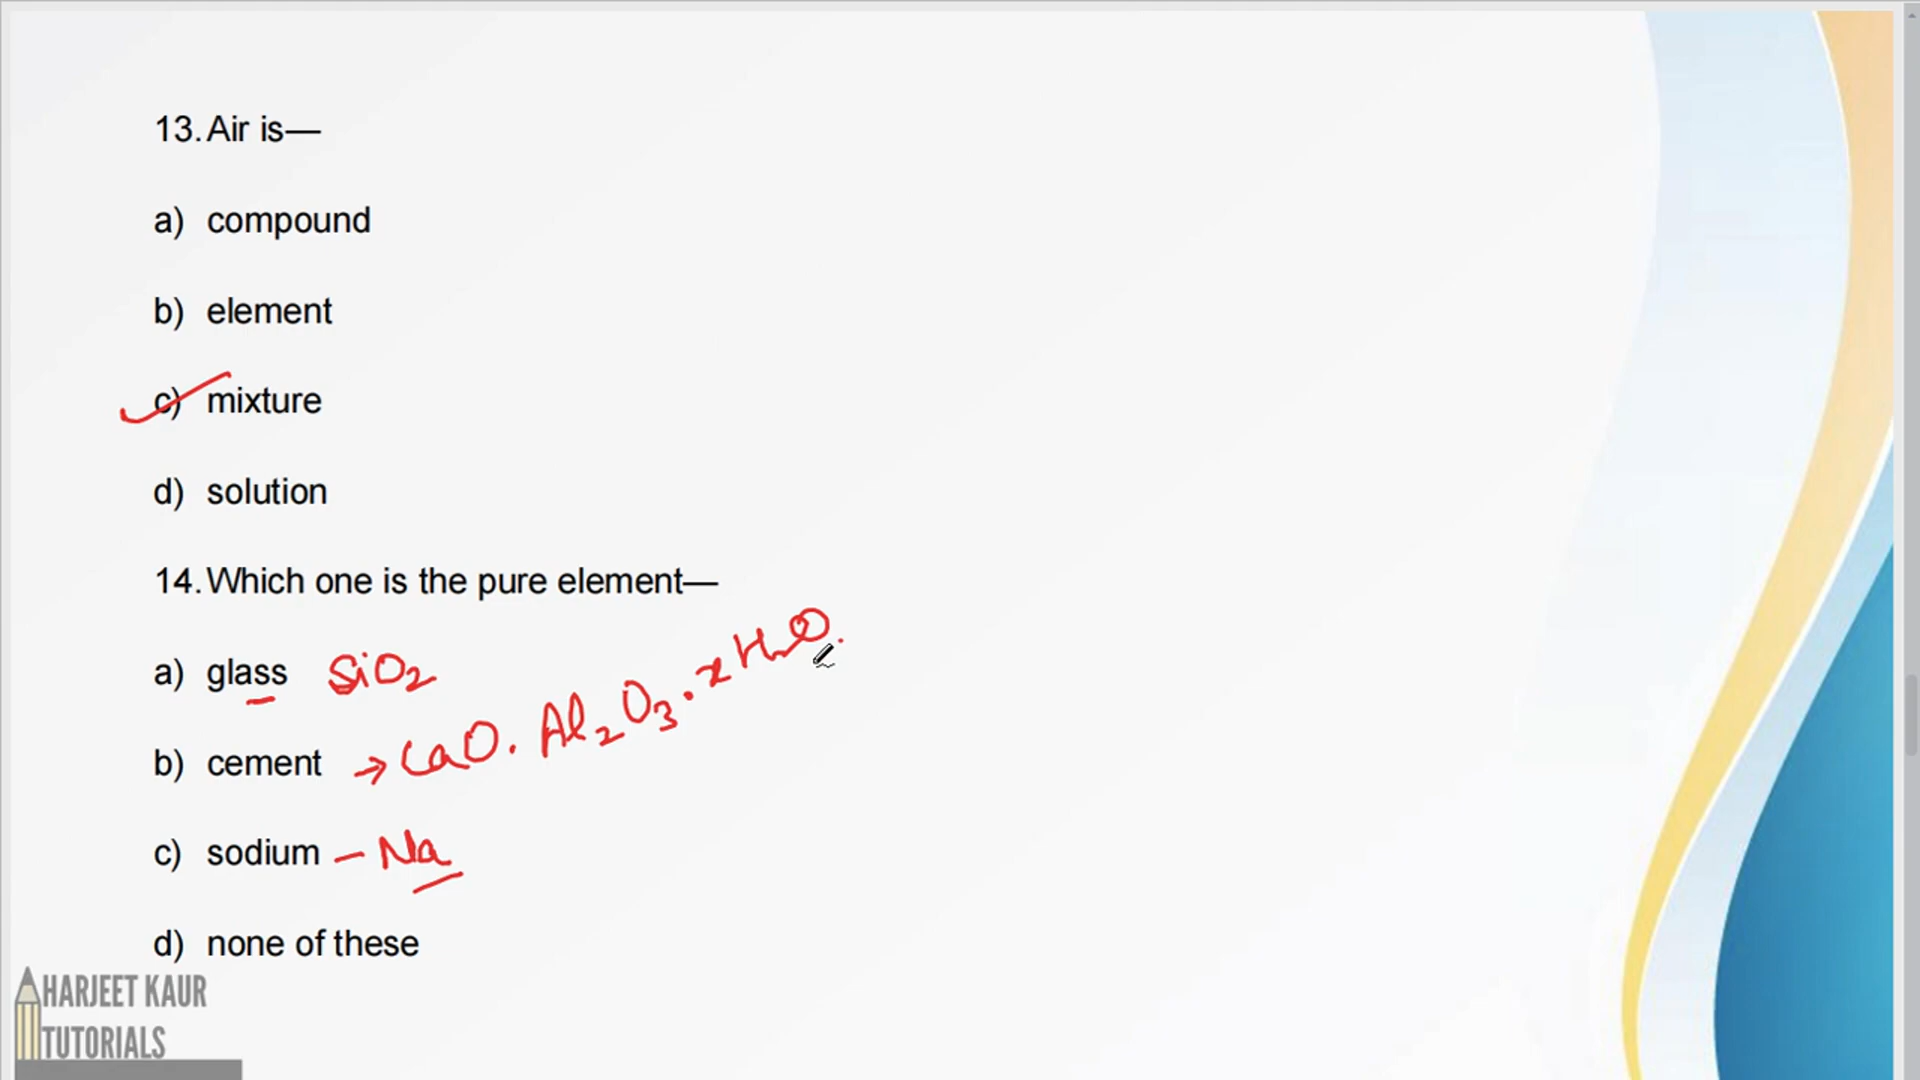 13. Air is—
a) compound
b) element
c) mixture
d) solution
14. Which one is the pure element—
a) glass SiO2
b) cement → CaO. Al2O3.xH2O.
c) sodium – Na
d) none of these
HARJEET KAUR
TUTORIALS